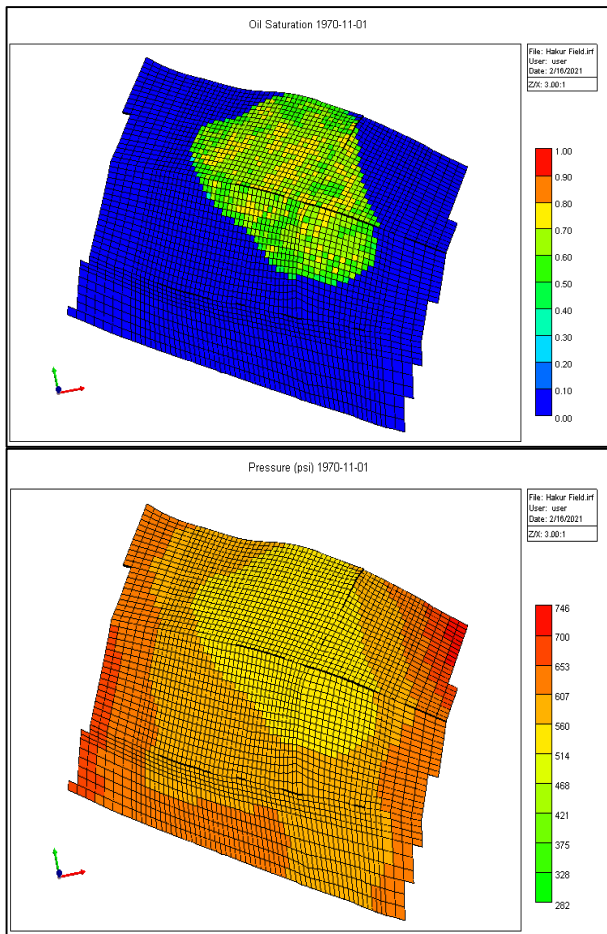 Oil Saturation 1970-11-01
File: Hakur Field.irf
User: user
Date: 2/16/2021
Z/X: 3.00:1
1.00
0.90
0.80
0.70
0.60
0.50
0.40
0.30
0.20
0.10
0.00
Pressure (psi) 1970-11-01
File: Hakur Field.irf
User: user
Date: 2/16/2021
Z/X: 3.00:1
746
700
653
607
560
514
468
421
375
328
282